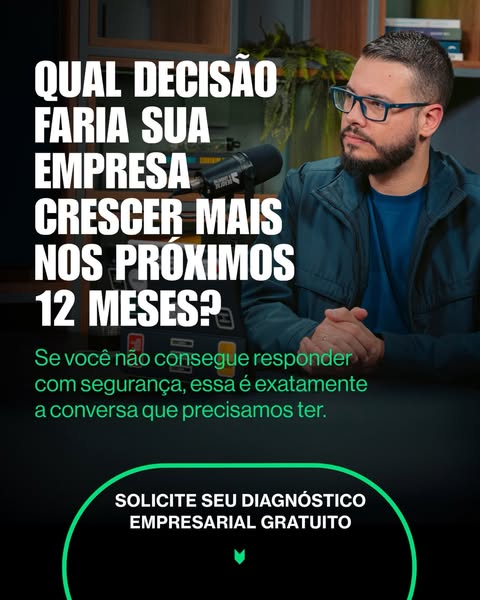 QUAL DECISÃO
FARIA SUA
EMPRESA
CRESCER MAIS
NOS PRÓXIMOS
12 MESES?
Se você não consegue responder
com segurança, essa é exatamente
a conversa que precisamos ter.
SOLICITE SEU DIAGNÓSTICO
EMPRESARIAL GRATUITO